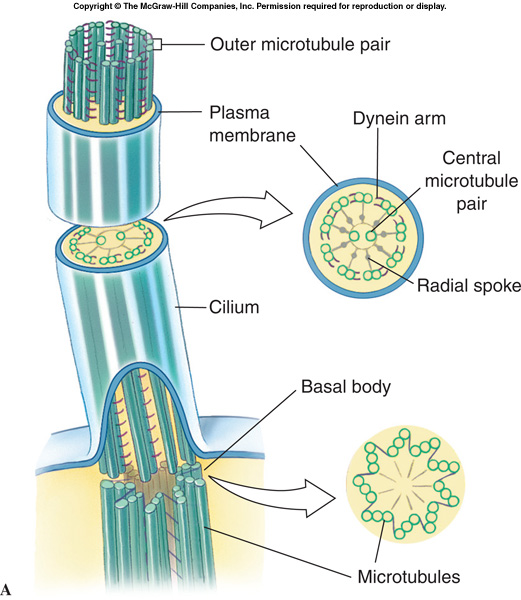 Copyright © The McGraw-Hill Companies, Inc. Permission required for reproduction or display.
Outer microtubule pair
Plasma
membrane
Dynein arm
Central
microtubule
pair
Radial spoke
Cilium
Basal body
Microtubules
A